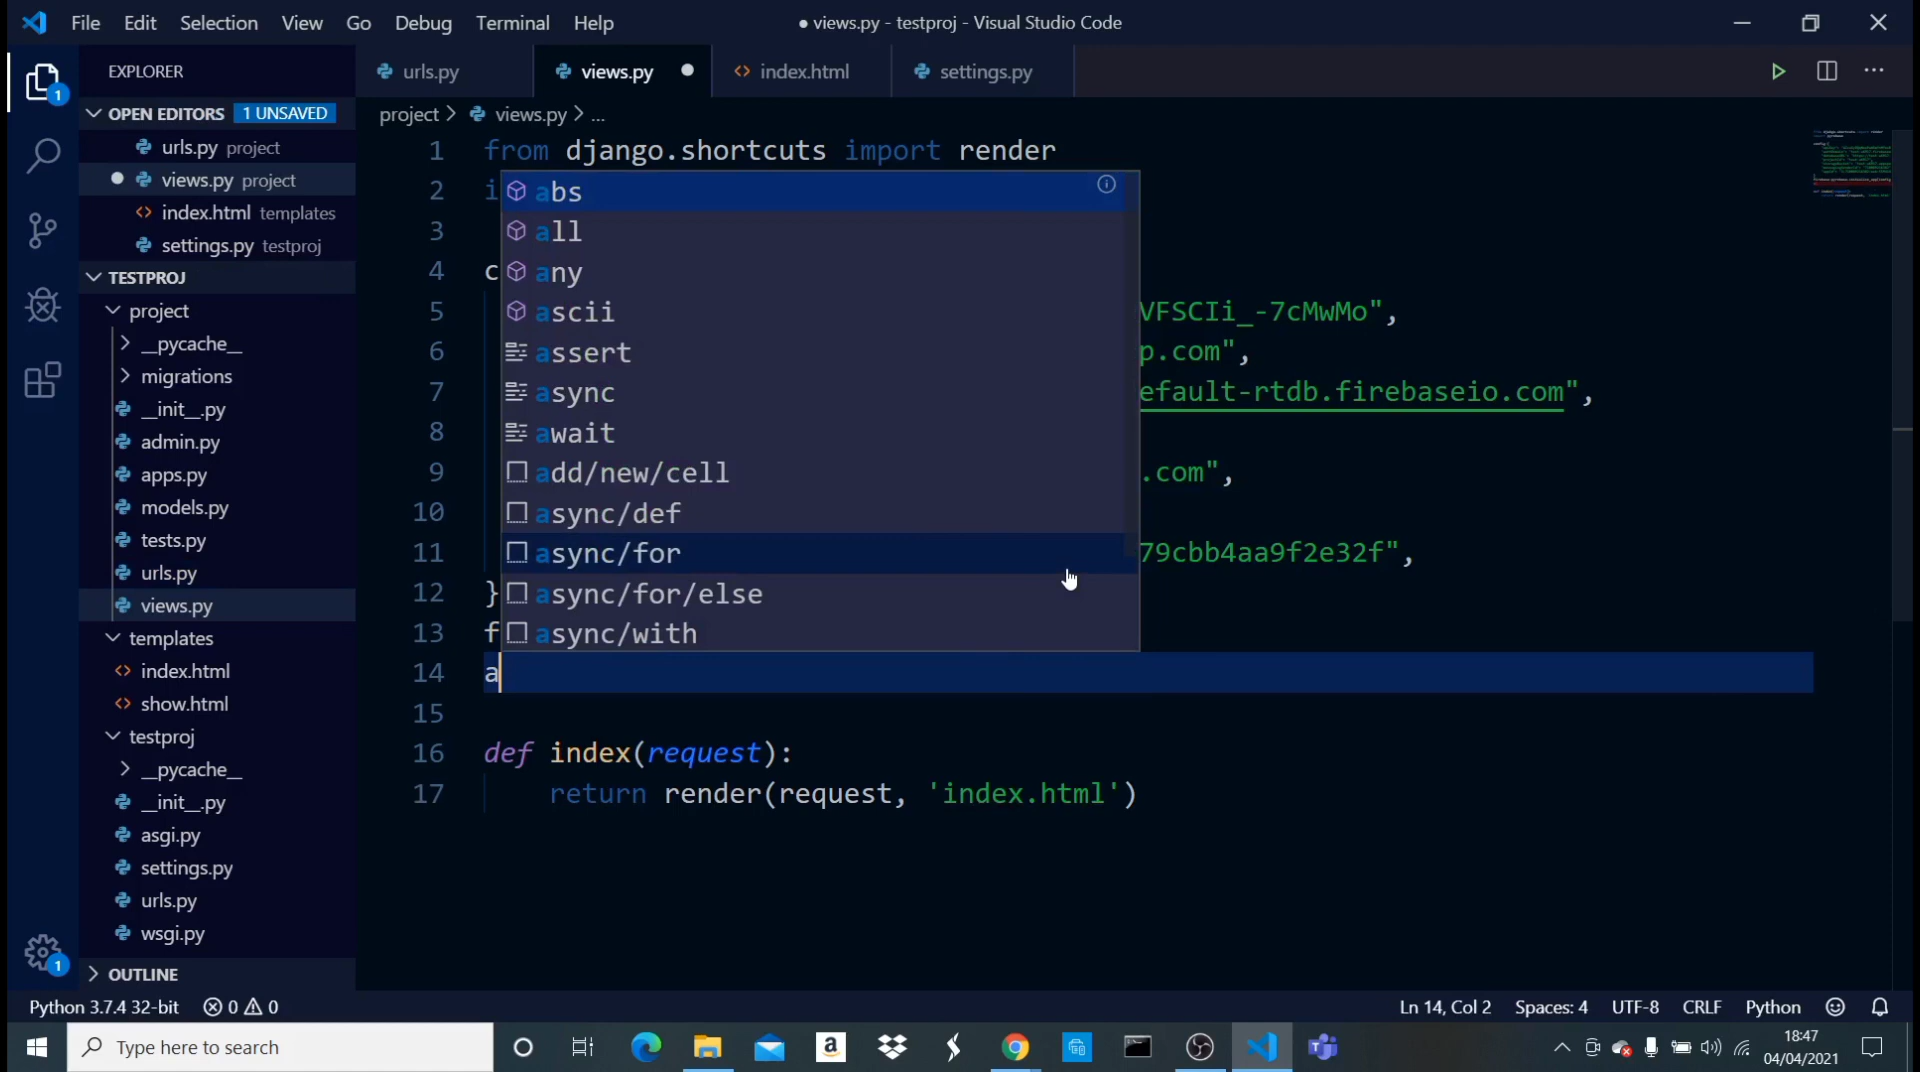 File Edit Selection View Go Debug Terminal Help
● views.py - testproj - Visual Studio Code
EXPLORER
OPEN EDITORS 1 UNSAVED
urls.py project
views.py project
index.html templates
settings.py testproj
TESTPROJ
project
__pycache__
migrations
__init__.py
admin.py
apps.py
models.py
tests.py
urls.py
views.py
templates
index.html
show.html
testproj
__pycache__
__init__.py
asgi.py
settings.py
urls.py
wsgi.py
OUTLINE
1
1
urls.py views.py index.html settings.py
project > views.py > ...
1 from django.shortcuts import render
2 i
3
4 c
5 VFSCIi_-7cMwMo",
6 p.com",
7 efault-rtdb.firebaseio.com",
8
9 .com",
10
11 79cbb4aa9f2e32f",
12 }
13 f
14 a
15
16 def index(request):
17 return render(request, 'index.html')
abs
all
any
ascii
assert
async
await
add/new/cell
async/def
async/for
async/for/else
async/with
Python 3.7.4 32-bit 0 0
Ln 14, Col 2 Spaces: 4 UTF-8 CRLF Python
Type here to search
a
18:47
04/04/2021